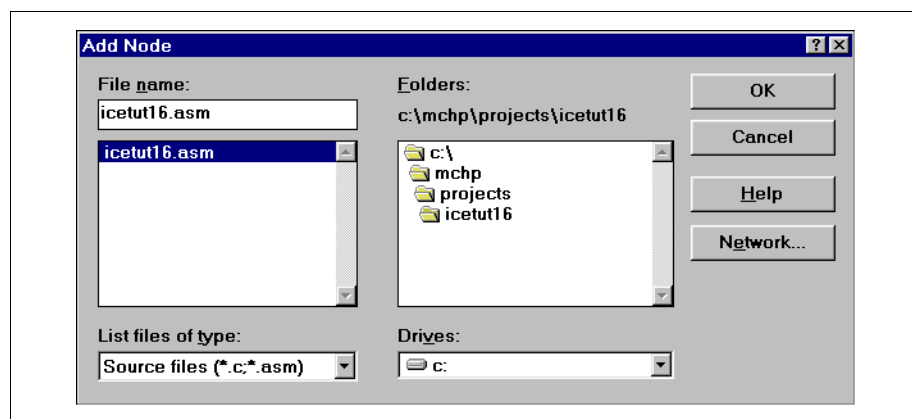 Add Node
File name:
icetut16.asm
icetut16.asm
List files of type:
Source files (*.c;*.asm)
Folders:
c:\mchp\projects\icetut16
c:\
mchp
projects
icetut16
Drives:
c:
OK
Cancel
Help
Network...